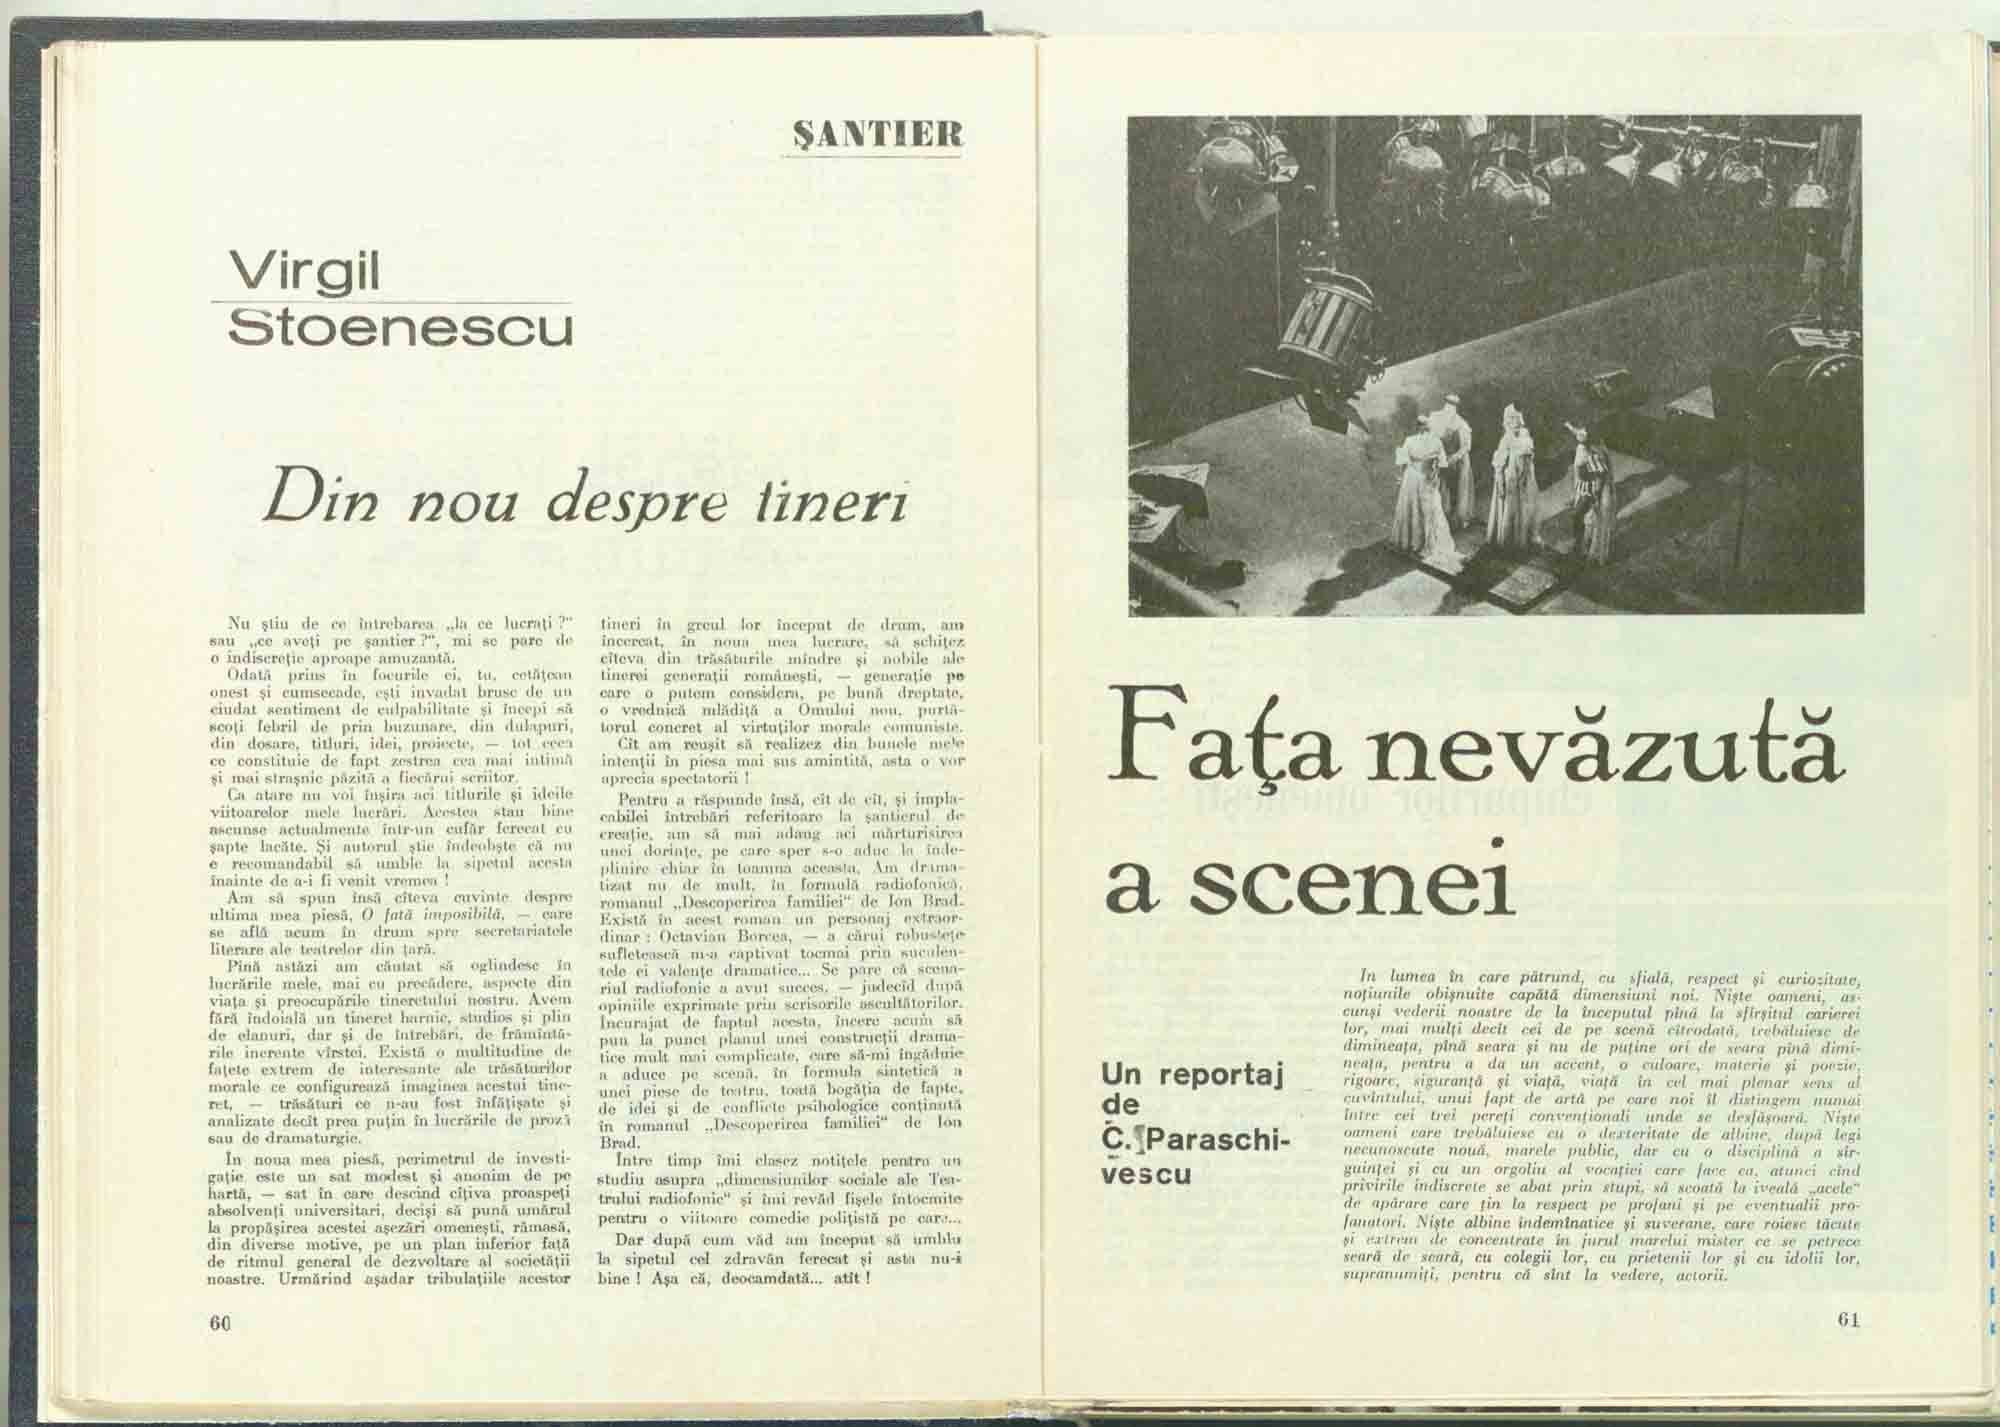 ŞANTIER
Virgil
Stoenescu
Din nou despre tineri
Nu ştiu de ce întrebarea „la ce lucraţi ?“
sau „ce aveţi pe şantier ?“, mi se pare de
o indiscreţie aproape amuzantă.
Odată prins în focurile ei, tu, cetăţean
onest şi cumsecade, eşti invadat brusc de un
ciudat sentiment de culpabilitate şi începi să
scoţi febril de prin buzunare, din dulapuri,
din dosare, titluri, idei, proiecte, — tot ceea
ce constituie de fapt zestrea cea mai intimă
şi mai straşnic păzită a fiecărui scriitor.
Ca atare nu voi înşira aci titlurile şi ideile
viitoarelor mele lucrări. Acestea stau bine
ascunse actualmente într-un cufăr ferecat cu
şapte lacăte. Şi autorul ştie îndeobşte că nu
e recomandabil să umble la sipetul acesta
înainte de a-i fi venit vremea !
Am să spun însă cîteva cuvinte despre
ultima mea piesă, O fată imposibilă, — care
se află acum în drum spre secretariatele
literare ale teatrelor din ţară.
Pînă astăzi am căutat să oglindesc în
lucrările mele, mai cu precădere, aspecte din
viaţa şi preocupările tineretului nostru. Avem
fără îndoială un tineret harnic, studios şi plin
de elanuri, dar şi de întrebări, de frămîntă-
rile inerente vîrstei. Există o multitudine de
faţete extrem de interesante ale trăsăturilor
morale ce configurează imaginea acestui tine-
ret, — trăsături ce n-au fost înfăţişate şi
analizate decît prea puţin în lucrările de proză
sau de dramaturgie.
În noua mea piesă, perimetrul de investi-
gaţie este un sat modest şi anonim de pe
hartă, — sat în care descind cîţiva proaspeţi
absolvenţi universitari, decişi să pună umărul
la propăşirea acestei aşezări omeneşti, rămasă,
din diverse motive, pe un plan inferior faţă
de ritmul general de dezvoltare al societăţii
noastre. Urmărind aşadar tribulaţiile acestor
tineri în greul lor început de drum, am
încercat, în noua mea lucrare, să schiţez
cîteva din trăsăturile mîndre şi nobile ale
tinerei generaţii româneşti, — generaţie pe
care o putem considera, pe bună dreptate,
o vrednică mlădiţă a Omului nou, purtă-
torul concret al virtuţilor morale comuniste.
Cît am reuşit să realizez din bunele mele
intenţii în piesa mai sus amintită, asta o vor
aprecia spectatorii !
Pentru a răspunde însă, cît de cît, şi impla-
cabilei întrebări referitoare la şantierul de
creaţie, am să mai adaug aci mărturisirea
unei dorinţe, pe care sper s-o aduc la înde-
plinire chiar în toamna aceasta. Am drama-
tizat nu de mult, în formulă radiofonică,
romanul „Descoperirea familiei“ de Ion Brad.
Există în acest roman un personaj extraor-
dinar : Octavian Borcea, — a cărui robusteţe
sufletească m-a captivat tocmai prin suculen-
tele ei valenţe dramatice... Se pare că scena-
riul radiofonic a avut succes, — judecîd după
opiniile exprimate prin scrisorile ascultătorilor.
Încurajat de faptul acesta, încerc acum să
pun la punct planul unei construcţii drama-
tice mult mai complicate, care să-mi îngăduie
a aduce pe scenă, în formula sintetică a
unei piese de teatru, toată bogăţia de fapte,
de idei şi de conflicte psihologice conţinută
în romanul „Descoperirea familiei“ de Ion
Brad.
Între timp îmi clasez notiţele pentru un
studiu asupra „dimensiunilor sociale ale Tea-
trului radiofonic“ şi îmi revăd fişele întocmite
pentru o viitoare comedie poliţistă pe care...
Dar după cum văd am început să umblu
la sipetul cel zdravăn ferecat şi asta nu-i
bine ! Aşa că, deocamdată... atît !
60
Faţa nevăzută
a scenei
Un reportaj
de
C. Paraschi-
vescu
In lumea în care pătrund, cu sfială, respect şi curiozitate,
noţiunile obişnuite capătă dimensiuni noi. Nişte oameni, as-
cunşi vederii noastre de la începutul pînă la sfîrşitul carierei
lor, mai mulţi decît cei de pe scenă cîteodată, trebăluiesc de
dimineaţa, pînă seara şi nu de puţine ori de seara pînă dimi-
neaţa, pentru a da un accent, o culoare, materie şi poezie,
rigoare, siguranţă şi viaţă, viaţă în cel mai plenar sens al
cuvîntului, unui fapt de artă pe care noi îl distingem numai
între cei trei pereţi convenţionali unde se desfăşoară. Nişte
oameni care trebăluiesc cu o dexteritate de albine, după legi
necunoscute nouă, marele public, dar cu o disciplină a sîr-
guinţei şi cu un orgoliu al vocaţiei care face ca, atunci cînd
privirile indiscrete se abat prin stupi, să scoată la iveală „acele“
de apărare care ţin la respect pe profani şi pe eventualii pro-
fanatori. Nişte albine îndemînatice şi suverane, care roiesc tăcute
şi extrem de concentrate în jurul marelui mister ce se petrece
seară de seară, cu colegii lor, cu prietenii lor şi cu idolii lor,
supranumiţi, pentru că sînt la vedere, actorii.
61